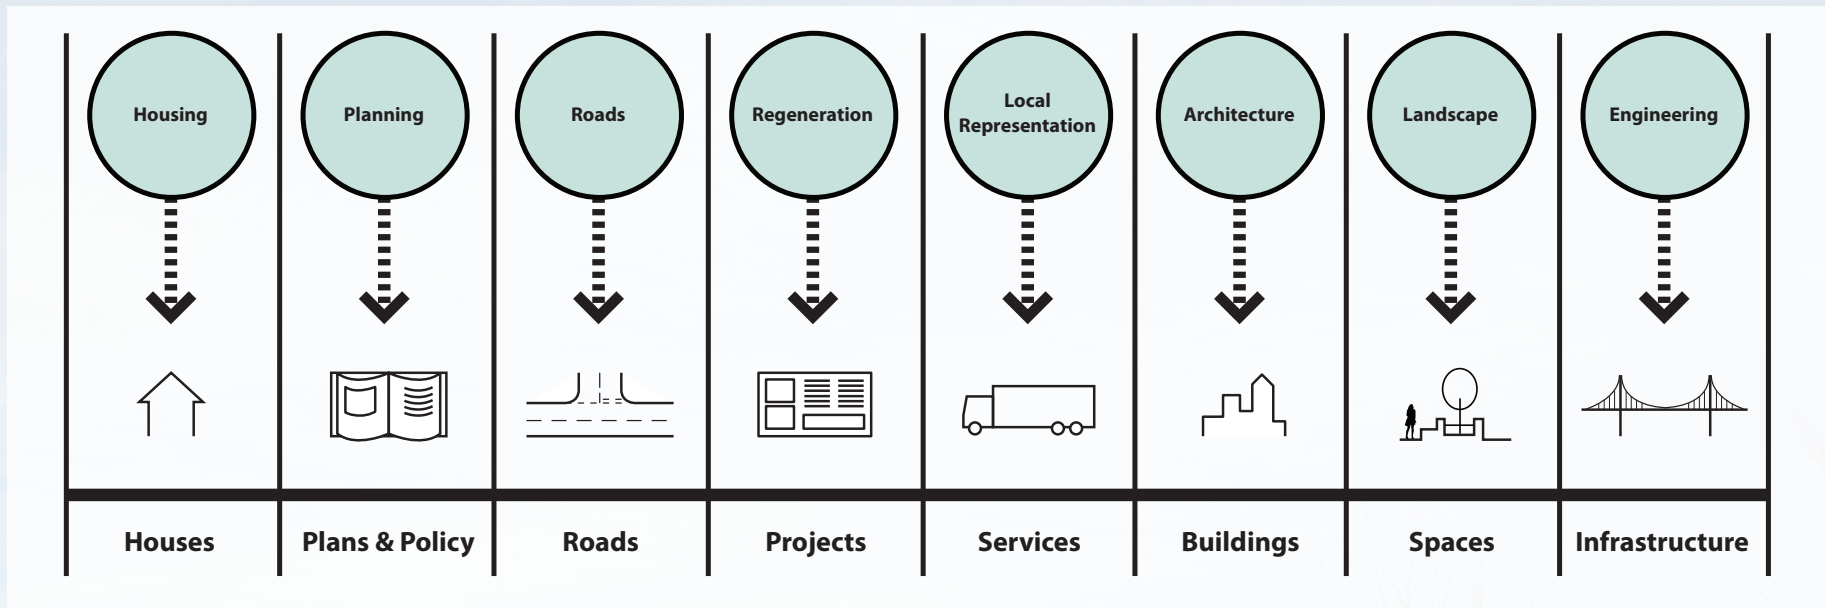 Housing
Planning
Roads
Regeneration
Local
Representation
Architecture
Landscape
Engineering
Houses
Plans & Policy
Roads
Projects
Services
Buildings
Spaces
Infrastructure